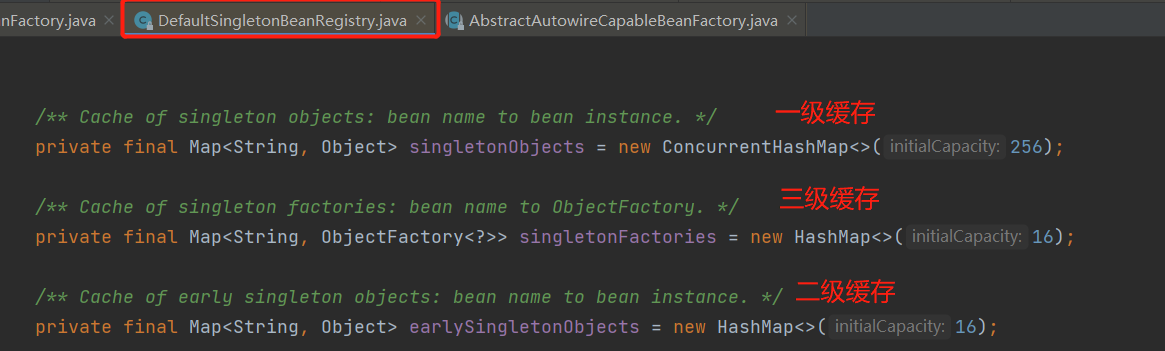 nFactory.java × DefaultSingletonBeanRegistry.java × AbstractAutowireCapableBeanFactory.java ×
/** Cache of singleton objects: bean name to bean instance. */ 一级缓存
private final Map<String, Object> singletonObjects = new ConcurrentHashMap<>( initialCapacity: 256);
/** Cache of singleton factories: bean name to ObjectFactory. */ 三级缓存
private final Map<String, ObjectFactory<?>> singletonFactories = new HashMap<>( initialCapacity: 16);
/** Cache of early singleton objects: bean name to bean instance. */ 二级缓存
private final Map<String, Object> earlySingletonObjects = new HashMap<>( initialCapacity: 16);